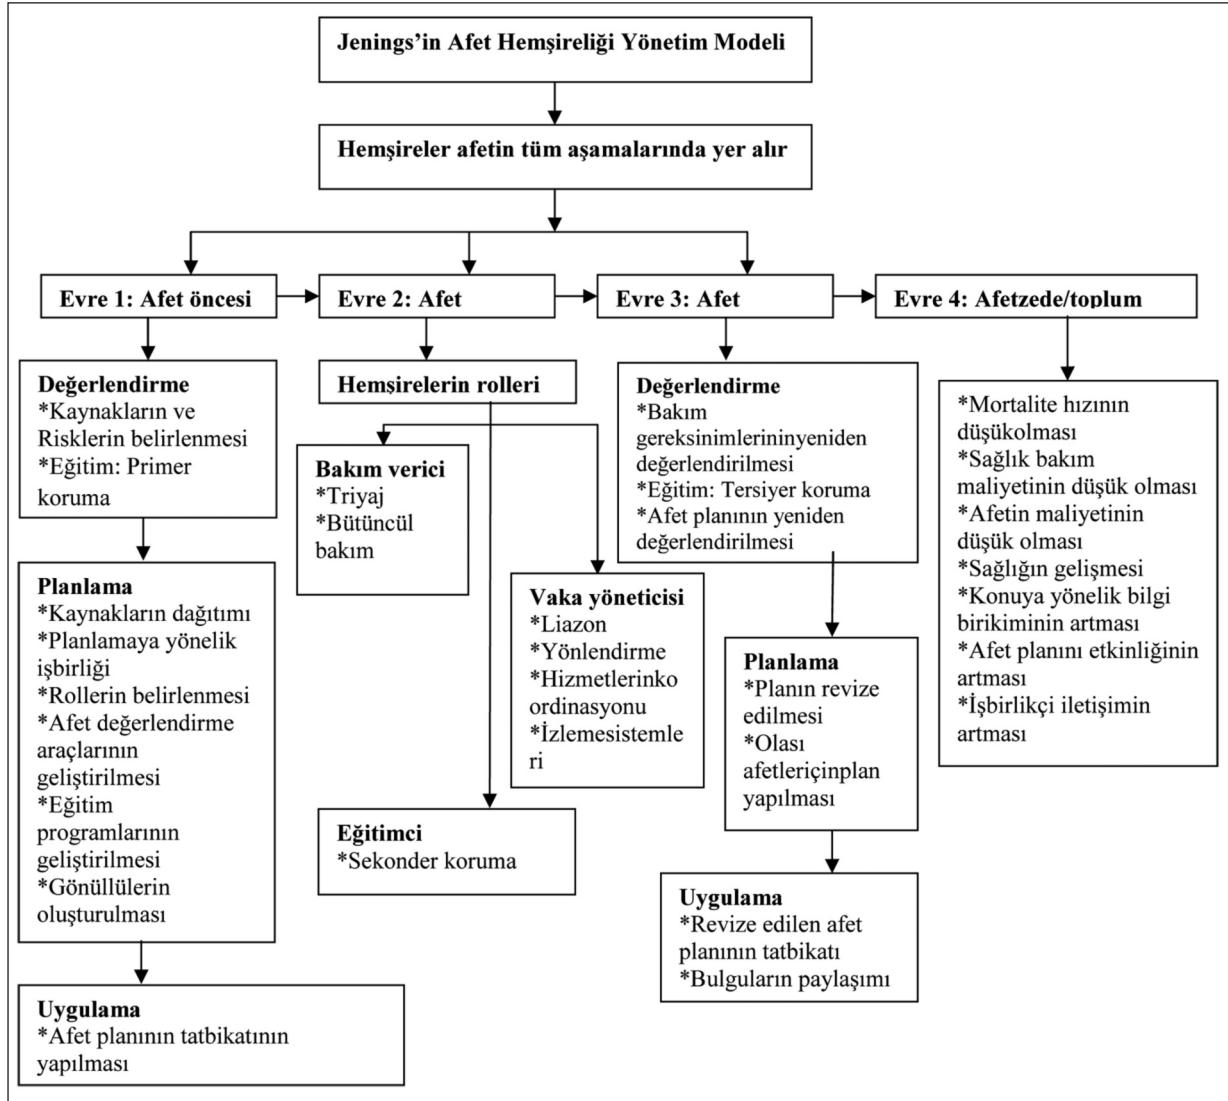 Jenings’in Afet Hemşireliği Yönetim Modeli
Hemşireler afetin tüm aşamalarında yer alır
Evre 1: Afet öncesi
Evre 2: Afet
Evre 3: Afet
Evre 4: Afetzede/toplum
Değerlendirme
*Kaynakların ve
Risklerin belirlenmesi
*Eğitim: Primer
koruma
Planlama
*Kaynakların dağıtımı
*Planlamaya yönelik
işbirliği
*Rollerin belirlenmesi
*Afet değerlendirme
araçlarının
geliştirilmesi
*Eğitim
programlarının
geliştirilmesi
*Gönüllülerin
oluşturulması
Uygulama
*Afet planının tatbikatının
yapılması
Hemşirelerin rolleri
Bakım verici
*Triyaj
*Bütüncül
bakım
Vaka yöneticisi
*Liazon
*Yönlendirme
*Hizmetlerinko
ordinasyonu
*İzlemesistemle
ri
Eğitimci
*Sekonder koruma
Değerlendirme
*Bakım
gereksinimlerininyeniden
değerlendirilmesi
*Eğitim: Tersiyer koruma
*Afet planının yeniden
değerlendirilmesi
Planlama
*Planın revize
edilmesi
*Olası
afetleriçinplan
yapılması
Uygulama
*Revize edilen afet
planının tatbikatı
*Bulguların paylaşımı
*Mortalite hızının
düşükolması
*Sağlık bakım
maliyetinin düşük olması
*Afetin maliyetinin
düşük olması
*Sağlığın gelişmesi
*Konuya yönelik bilgi
birikiminin artması
*Afet planını etkinliğinin
artması
*İşbirlikçi iletişimin
artması